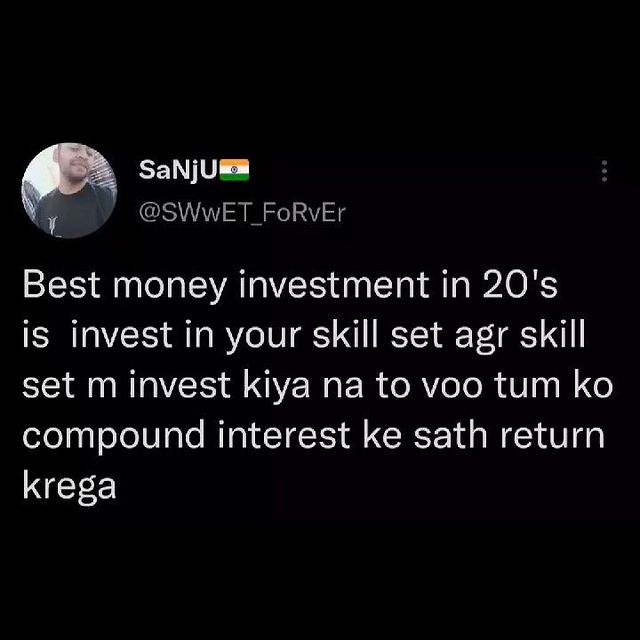 SaNjU🇮🇳
@SWwET_FoRvEr
Best money investment in 20's
is  invest in your skill set agr skill
set m invest kiya na to voo tum ko
compound interest ke sath return
krega